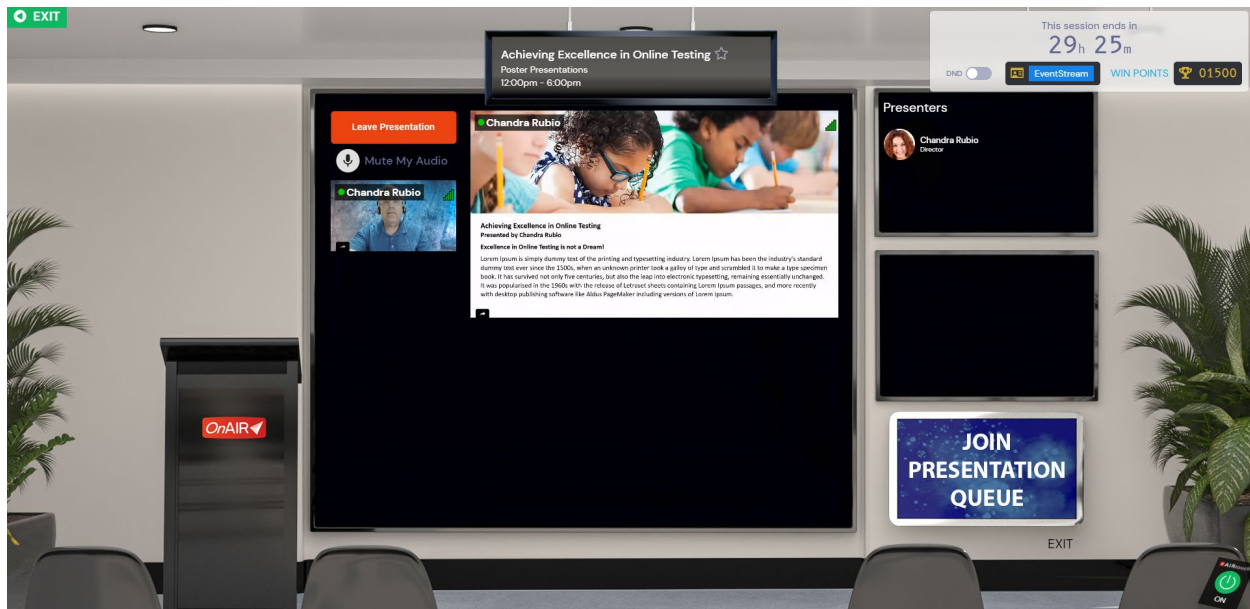 EXIT
Achieving Excellence in Online Testing
Poster Presentations
12:00pm - 6:00pm
This session ends in
29h 25m
DND
EventStream
WIN POINTS
01500
Leave Presentation
Mute My Audio
Chandra Rubio
Chandra Rubio
Achieving Excellence in Online Testing
Presented by Chandra Rubio
Excellence in Online Testing is not a Dream!
Lorem Ipsum is simply dummy text of the printing and typesetting industry. Lorem Ipsum has been the industry's standard
dummy text ever since the 1500s, when an unknown printer took a galley of type and scrambled it to make a type specimen
book. It has survived not only five centuries, but also the leap into electronic typesetting, remaining essentially unchanged.
It was popularised in the 1960s with the release of Letraset sheets containing Lorem Ipsum passages, and more recently
with desktop publishing software like Aldus PageMaker including versions of Lorem Ipsum.
Presenters
Chandra Rubio
Director
OnAIR
JOIN
PRESENTATION
QUEUE
EXIT
ON